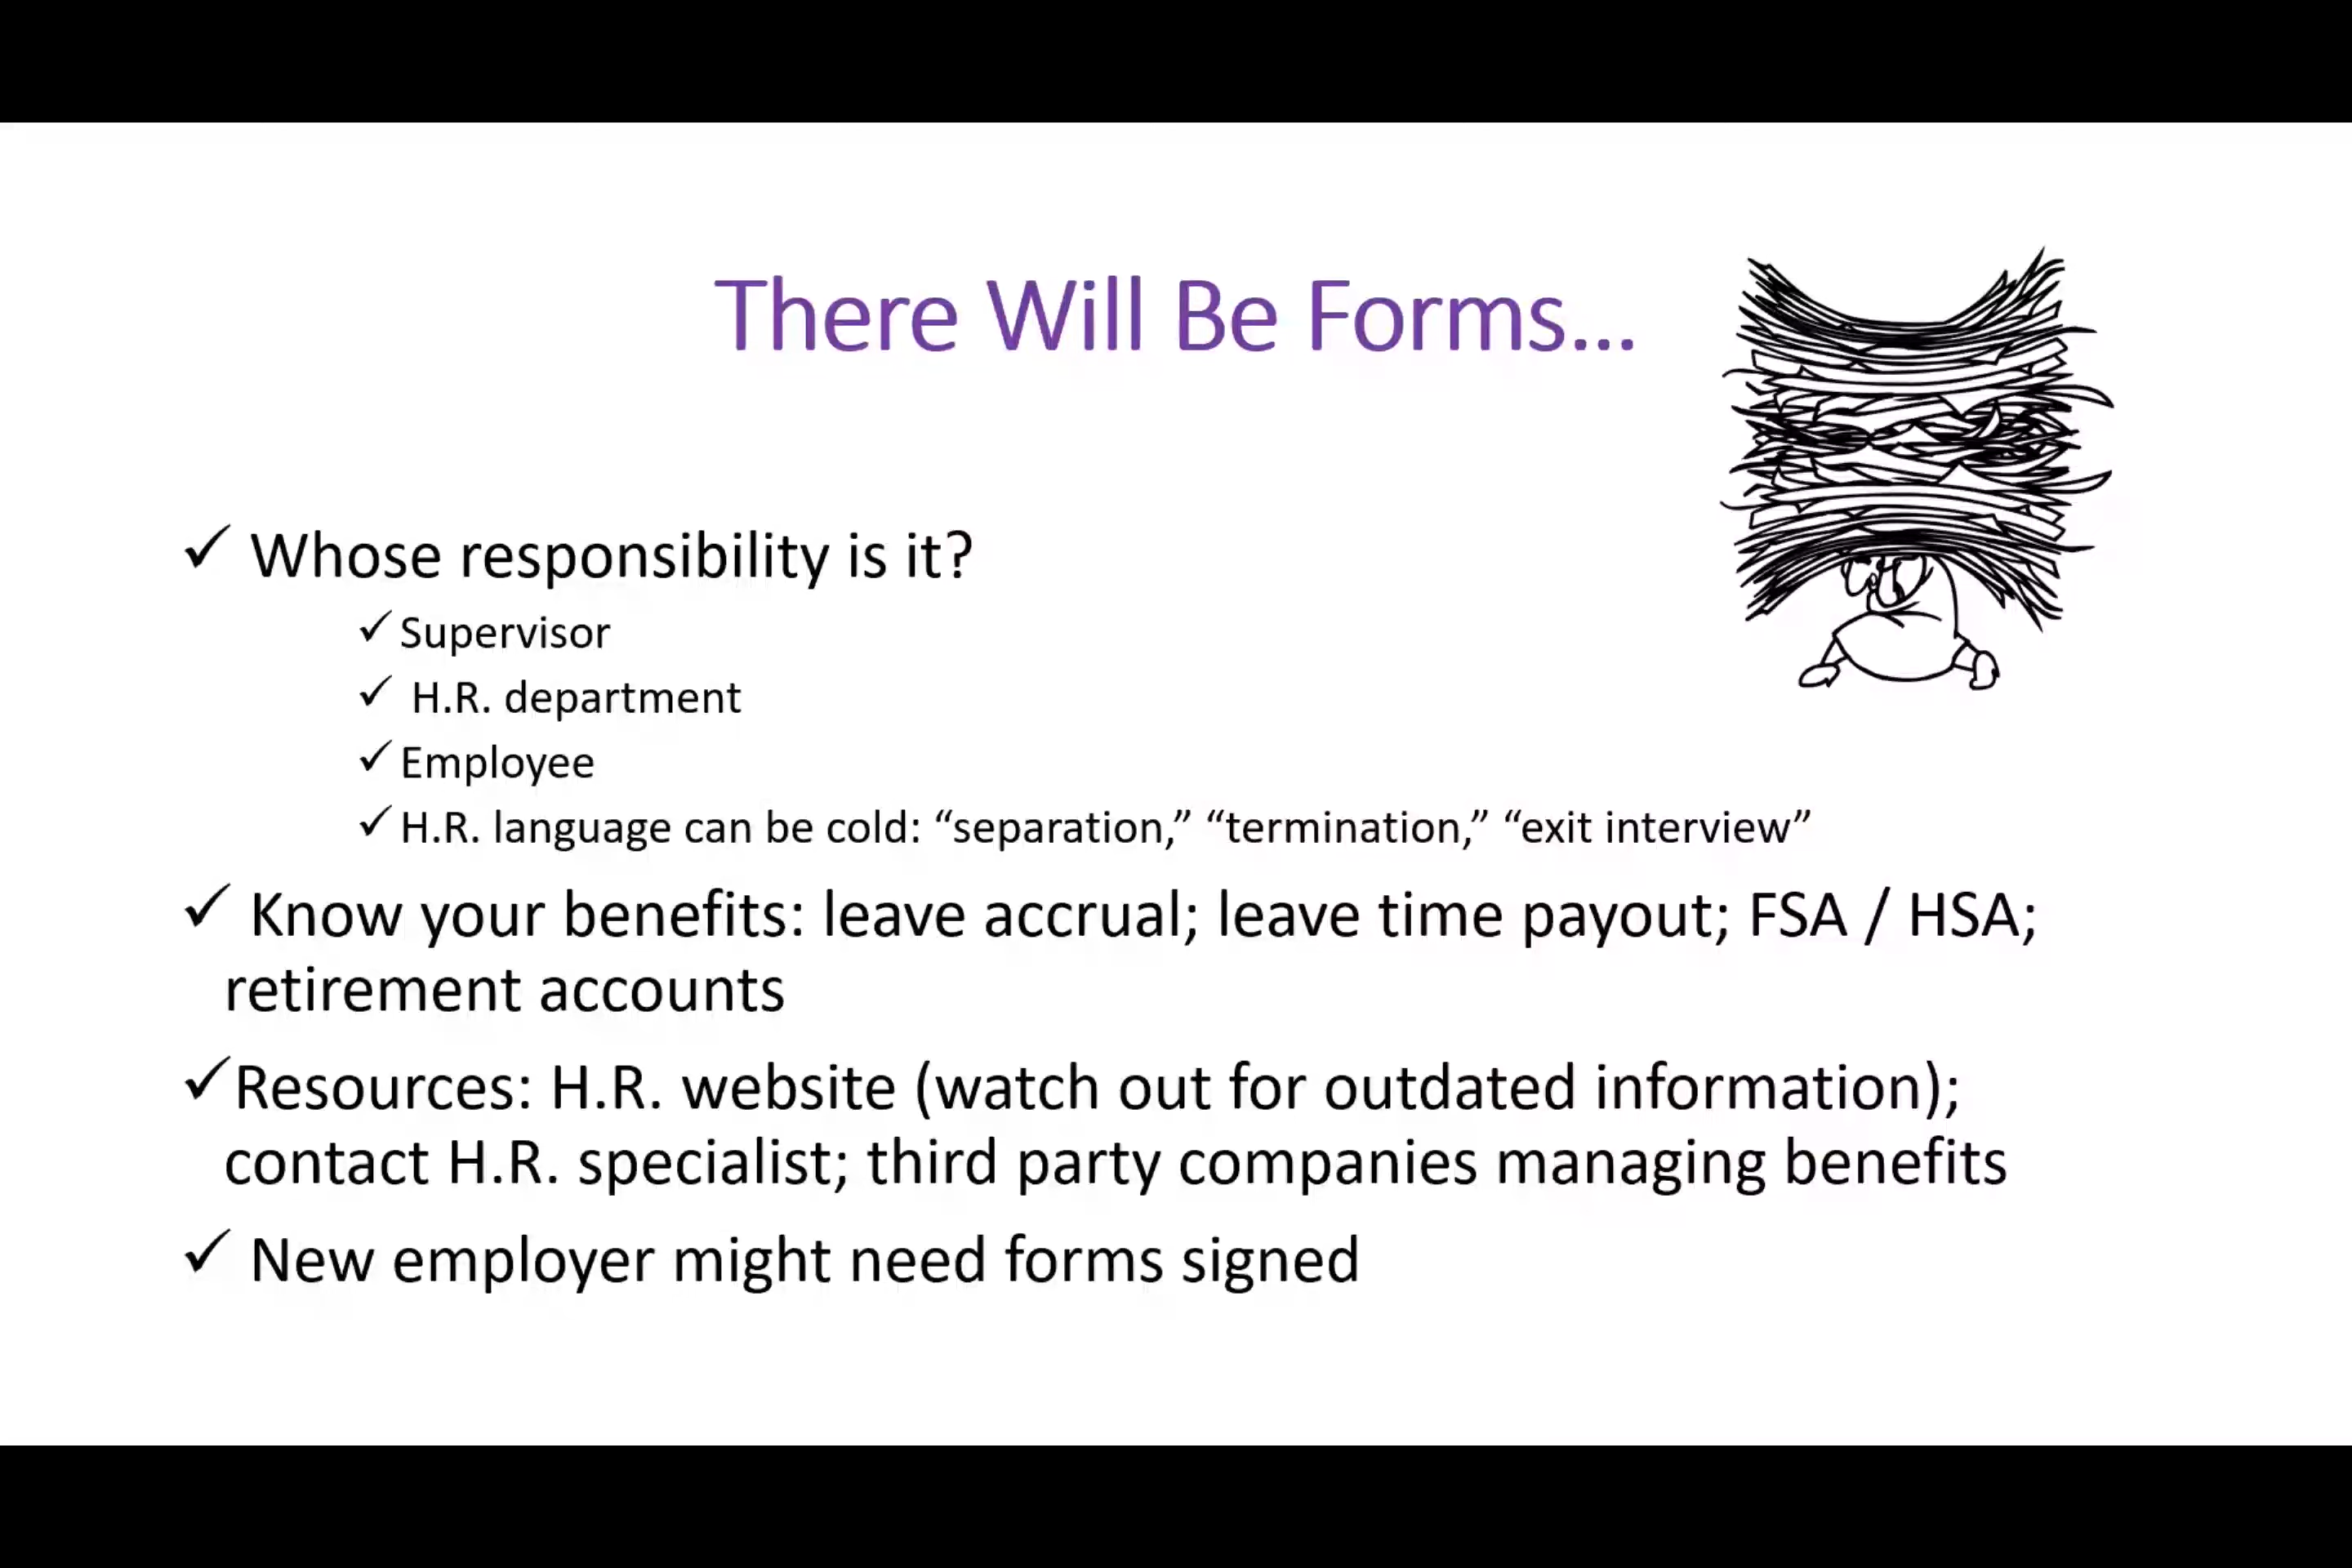 There Will Be Forms...
✓ Whose responsibility is it?
✓ Supervisor
✓ H.R. department
✓ Employee
✓ H.R. language can be cold: “separation,” “termination,” “exit interview”
✓ Know your benefits: leave accrual; leave time payout; FSA / HSA;
retirement accounts
✓ Resources: H.R. website (watch out for outdated information);
contact H.R. specialist; third party companies managing benefits
✓ New employer might need forms signed